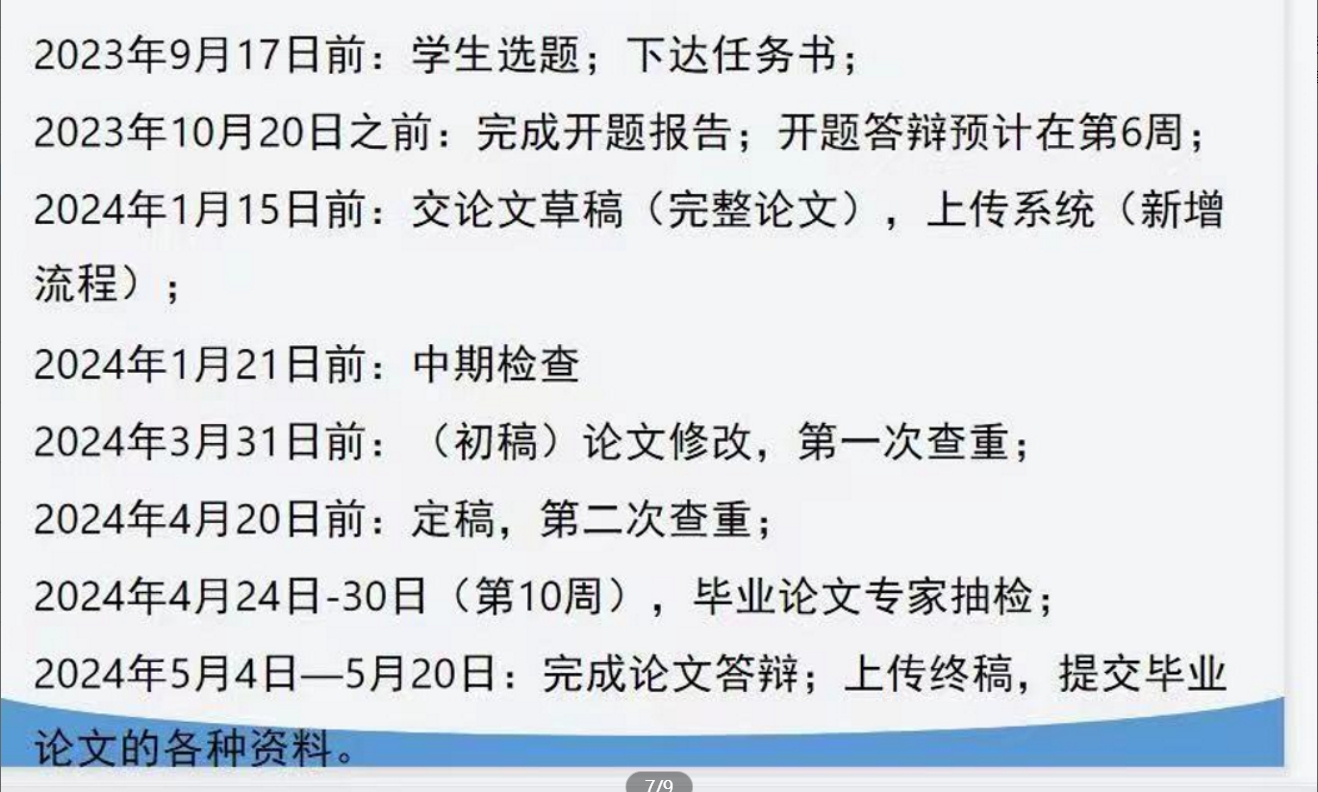 2023年9月17日前：学生选题；下达任务书；
2023年10月20日之前：完成开题报告；开题答辩预计在第6周；
2024年1月15日前：交论文草稿（完整论文），上传系统（新增
流程）；
2024年1月21日前：中期检查
2024年3月31日前：（初稿）论文修改，第一次查重；
2024年4月20日前：定稿，第二次查重；
2024年4月24日-30日（第10周），毕业论文专家抽检；
2024年5月4日—5月20日：完成论文答辩；上传终稿，提交毕业
论文的各种资料。
7/9